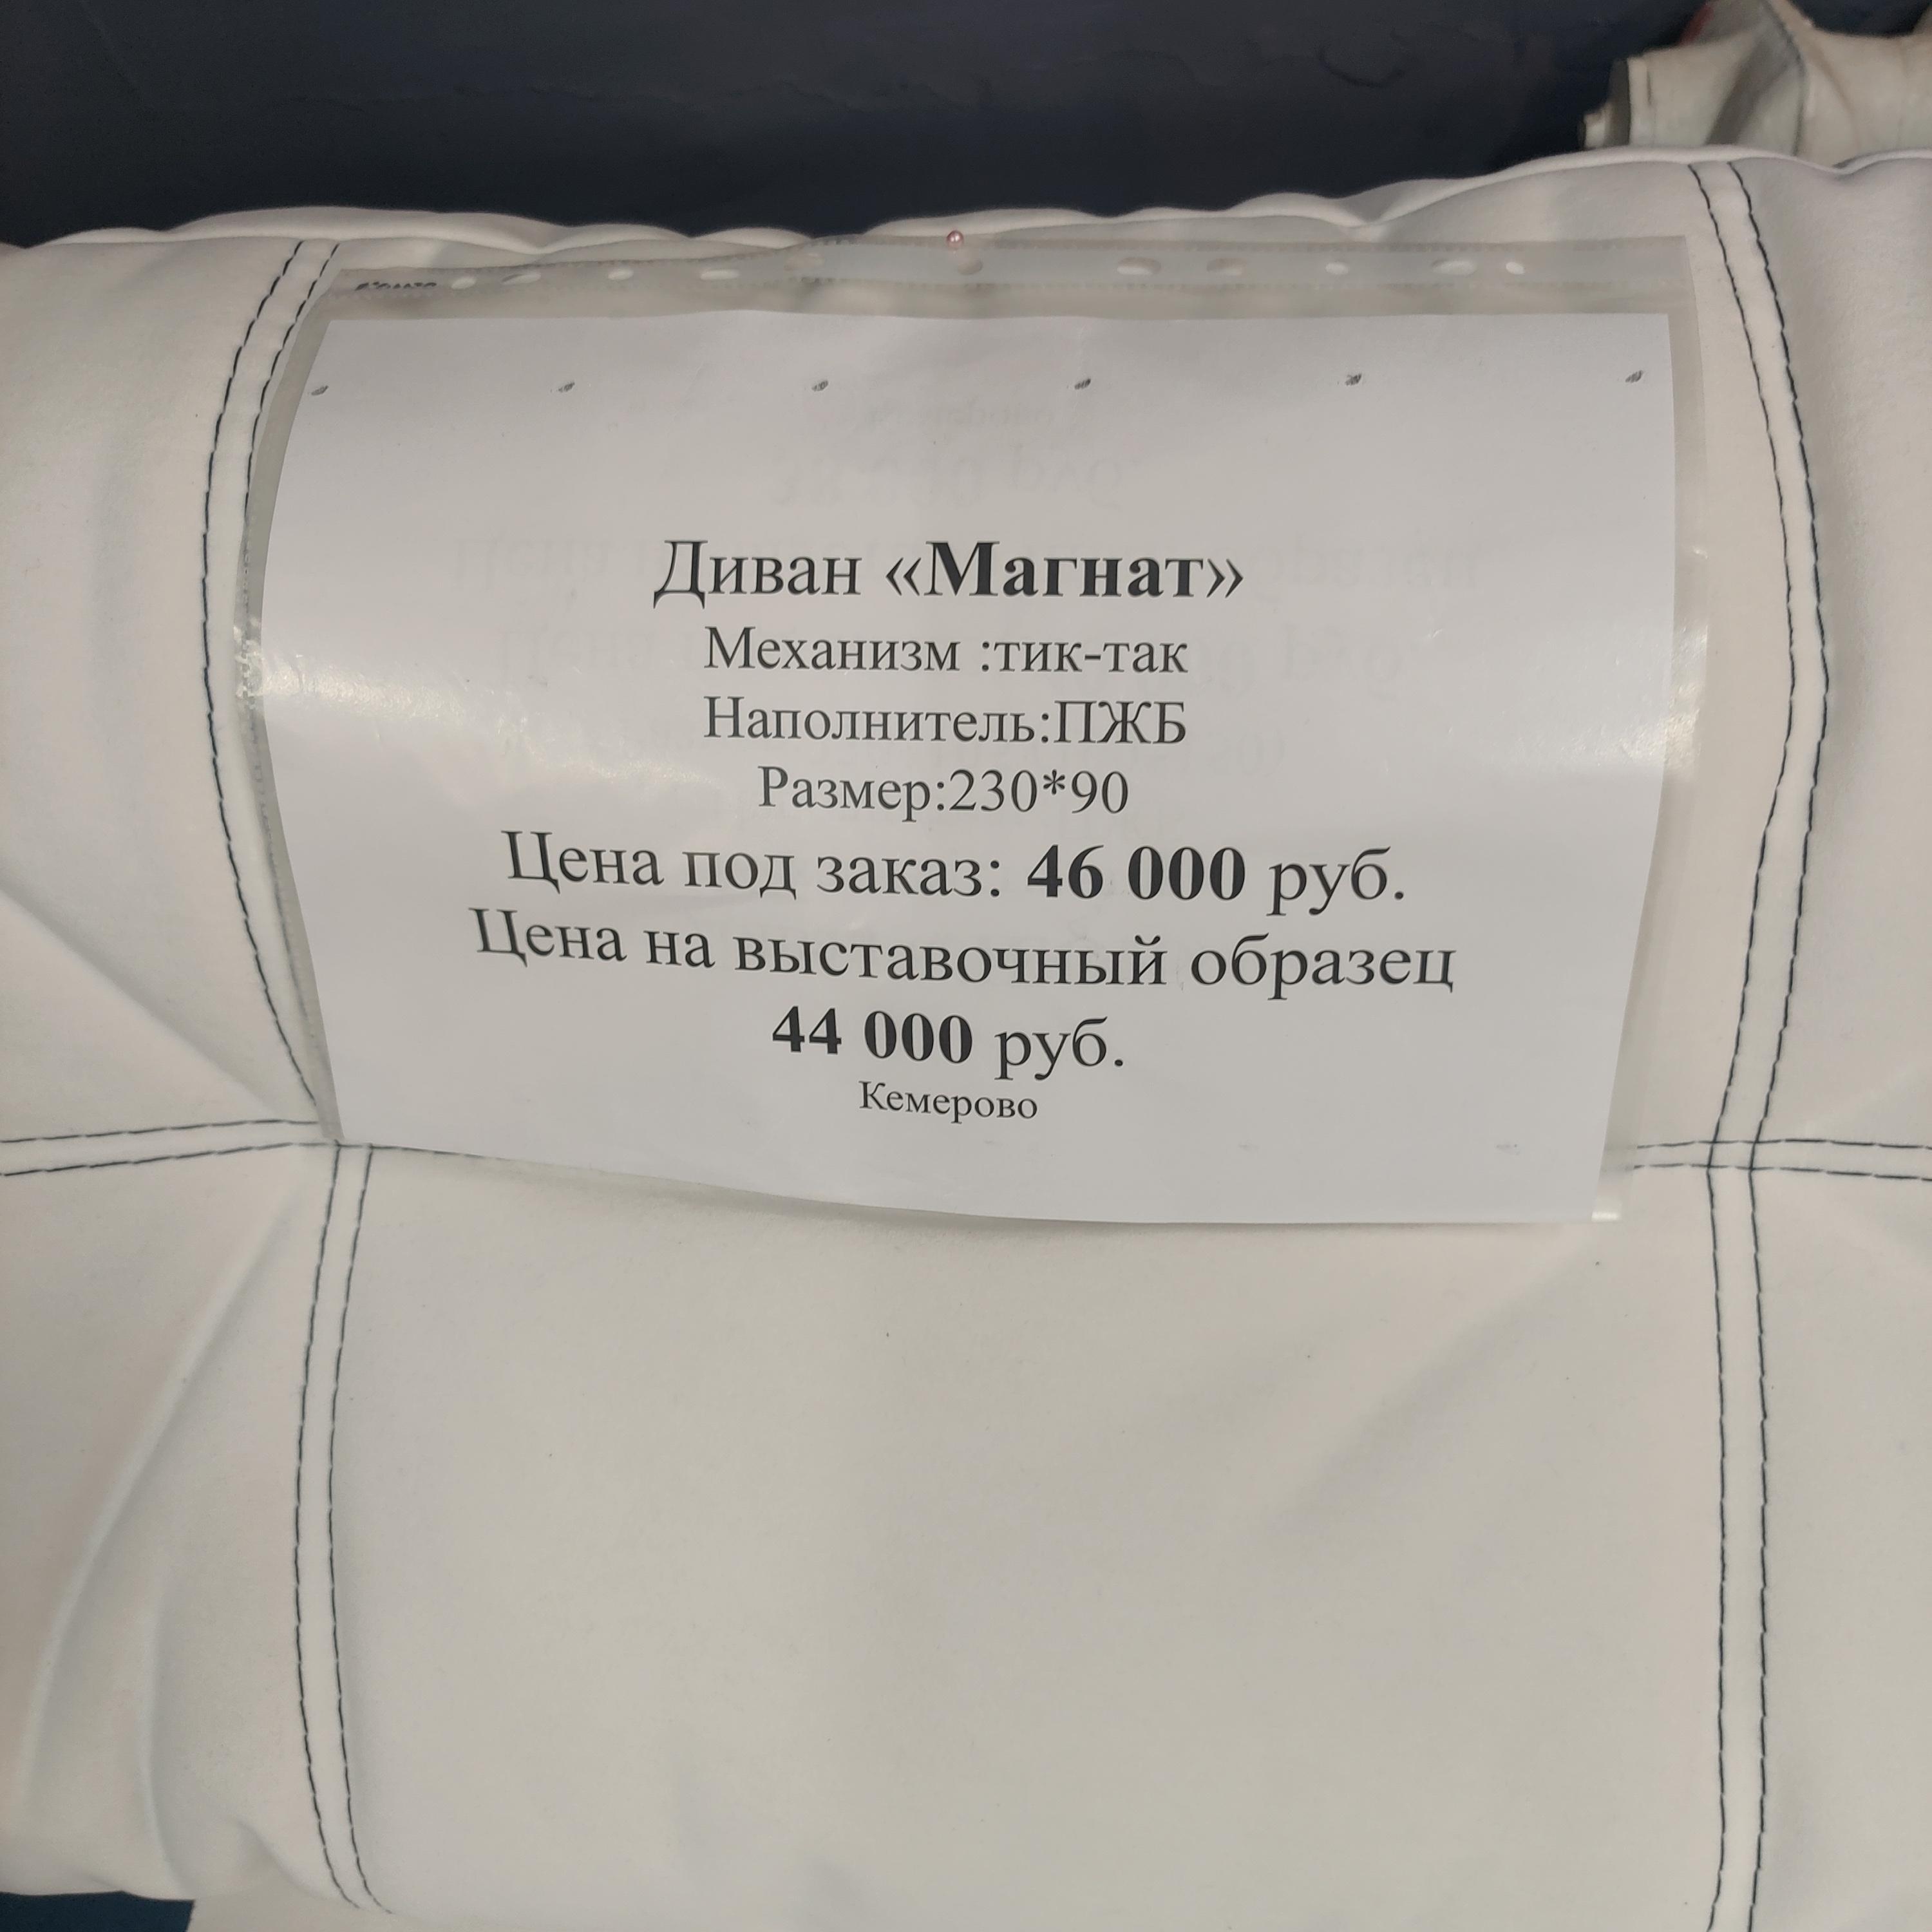 Диван «Магнат»
Механизм :тик-так
Наполнитель:ПЖБ
Размер:230*90
Цена под заказ: 46 000 руб.
Цена на выставочный образец
44 000 руб.
Кемерово